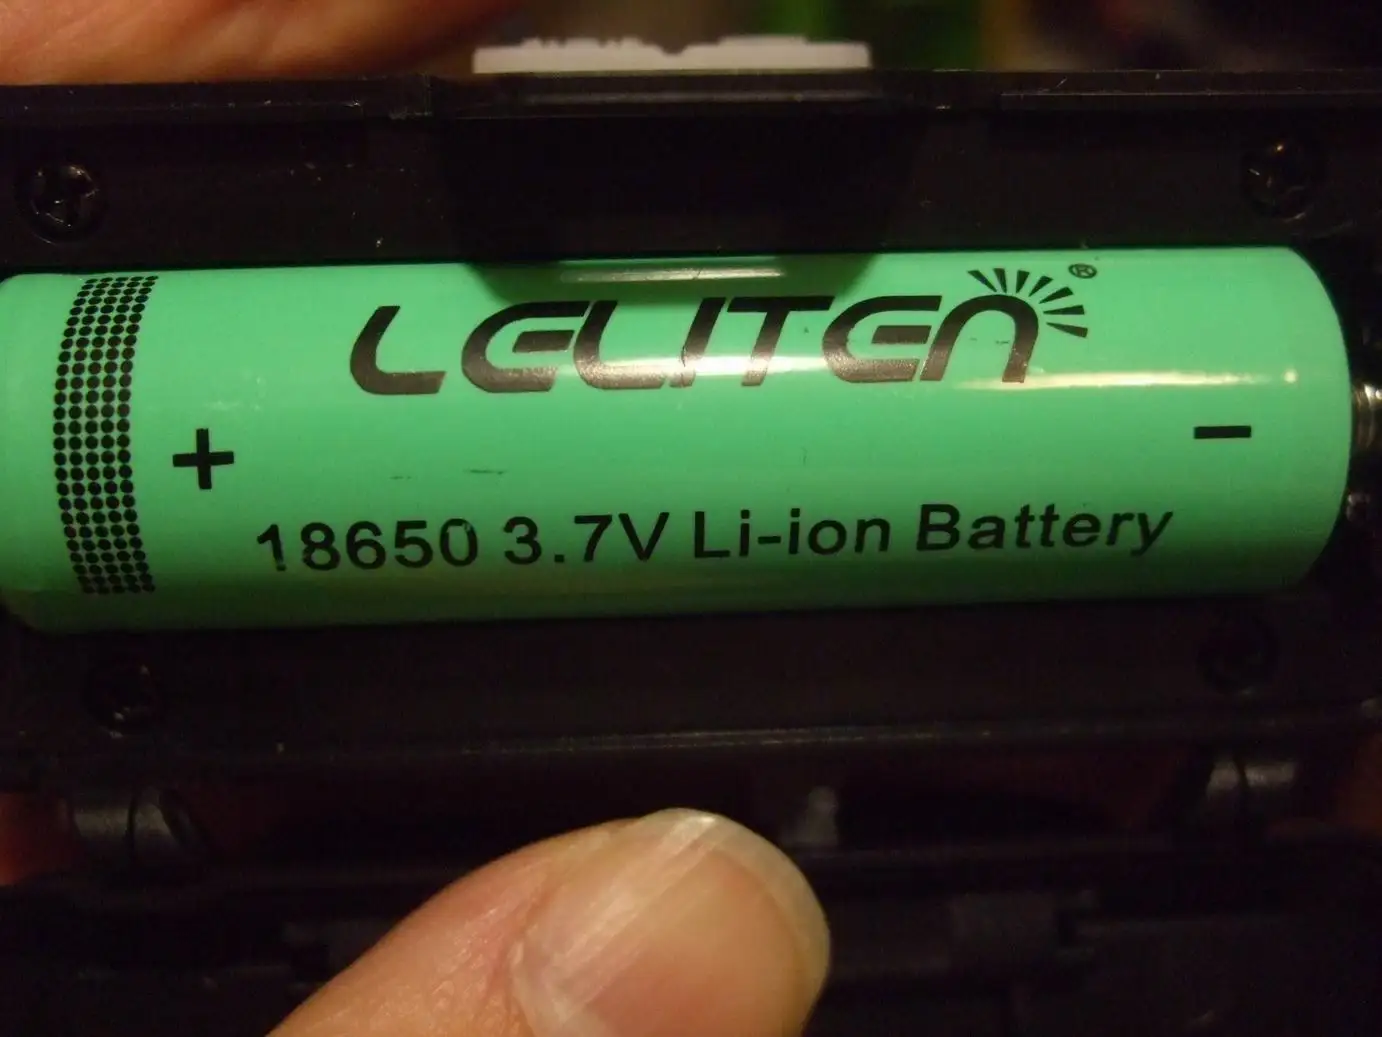 LELITEN®
+ −
18650 3.7V Li-ion Battery